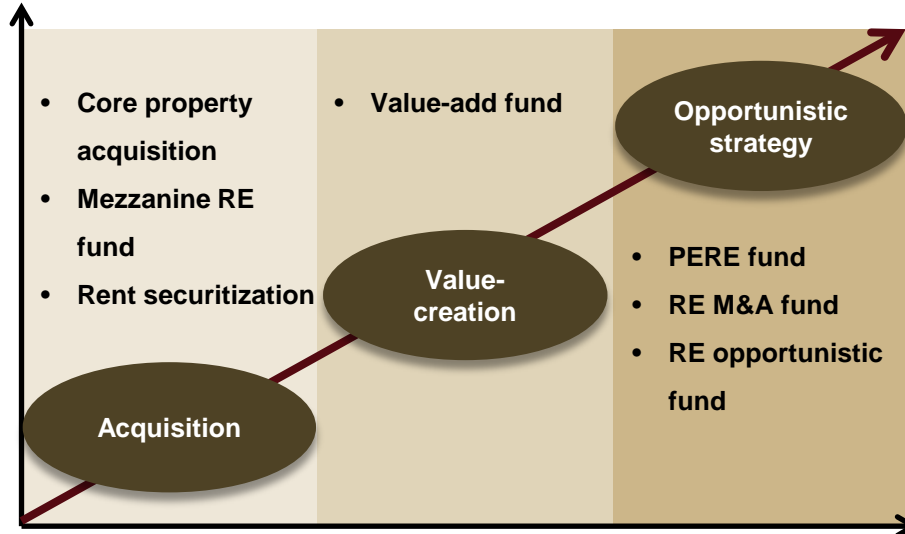 • Core property
acquisition
• Mezzanine RE
fund
• Rent securitization
Acquisition
• Value-add fund
Value-
creation
Opportunistic
strategy
• PERE fund
• RE M&A fund
• RE opportunistic
fund